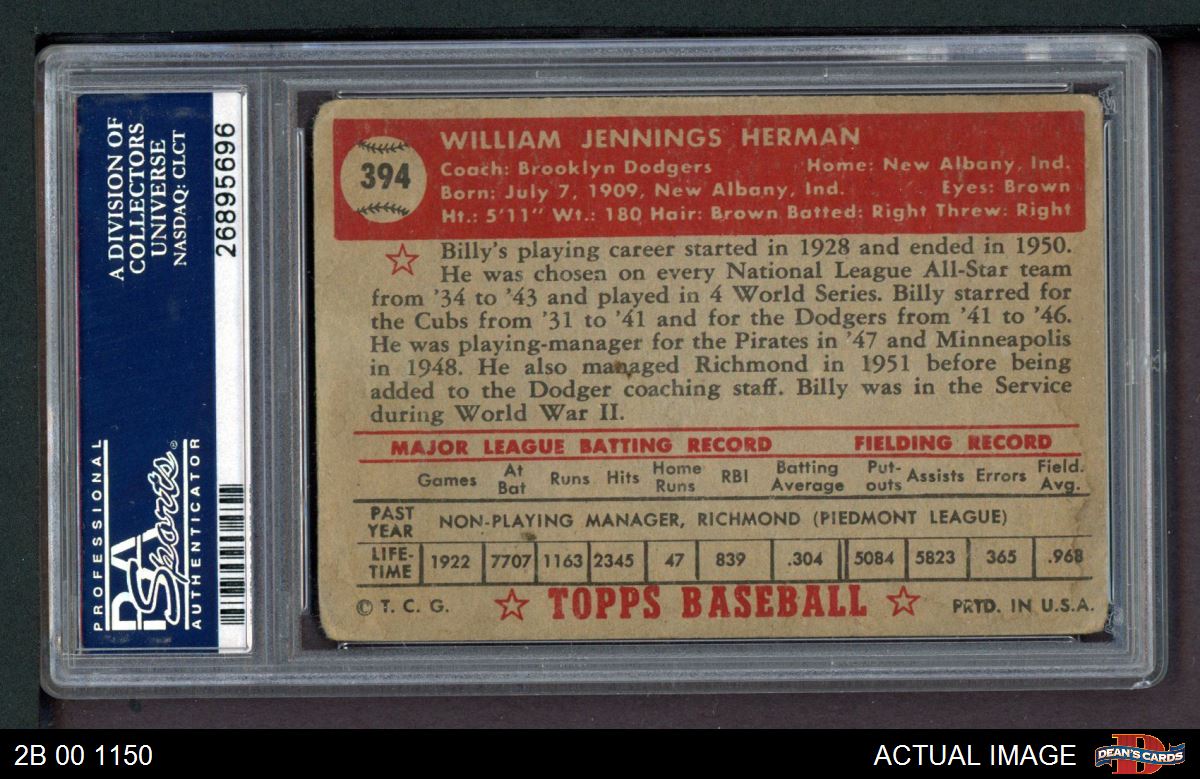 A DIVISION OF
COLLECTORS
UNIVERSE
NASDAQ: CLCT
26895696
PROFESSIONAL
PSA
Sports
AUTHENTICATOR
394
WILLIAM JENNINGS HERMAN
Coach: Brooklyn Dodgers Home: New Albany, Ind.
Born: July 7, 1909, New Albany, Ind. Eyes: Brown
Ht.: 5'11" Wt.: 180 Hair: Brown Batted: Right Threw: Right
Billy's playing career started in 1928 and ended in 1950.
He was chosen on every National League All-Star team
from '34 to '43 and played in 4 World Series. Billy starred for
the Cubs from '31 to '41 and for the Dodgers from '41 to '46.
He was playing-manager for the Pirates in '47 and Minneapolis
in 1948. He also managed Richmond in 1951 before being
added to the Dodger coaching staff. Billy was in the Service
during World War II.
MAJOR LEAGUE BATTING RECORD FIELDING RECORD
Games At Bat Runs Hits Home Runs RBI Batting Average Put-outs Assists Errors Field. Avg.
PAST YEAR NON-PLAYING MANAGER, RICHMOND (PIEDMONT LEAGUE)
LIFE-TIME 1922 7707 1163 2345 47 839 .304 5084 5823 365 .968
© T. C. G. TOPPS BASEBALL PRTD. IN U.S.A.
2B 00 1150 ACTUAL IMAGE DEAN'S CARDS